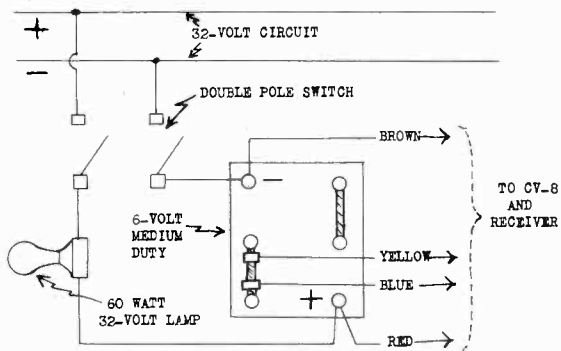 +
32-VOLT CIRCUIT
−
DOUBLE POLE SWITCH
BROWN
−
TO CV-8
AND
RECEIVER
6-VOLT
MEDIUM
DUTY
YELLOW
BLUE
+
60 WATT
32-VOLT LAMP
RED